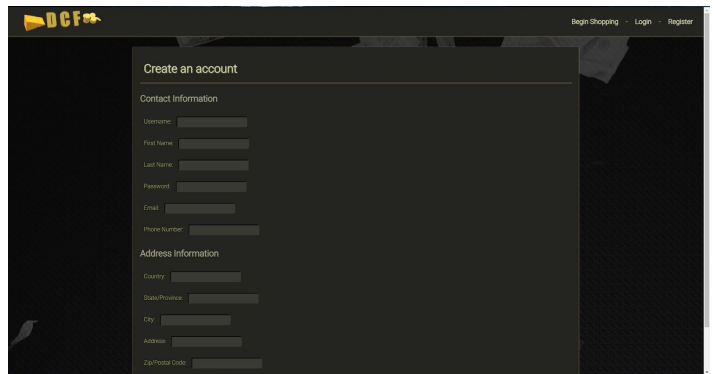 DCF
Begin Shopping - Login - Register
Create an account
Contact Information
Username:
First Name:
Last Name:
Password:
Email:
Phone Number:
Address Information
Country:
State/Province:
City:
Address:
Zip/Postal Code: